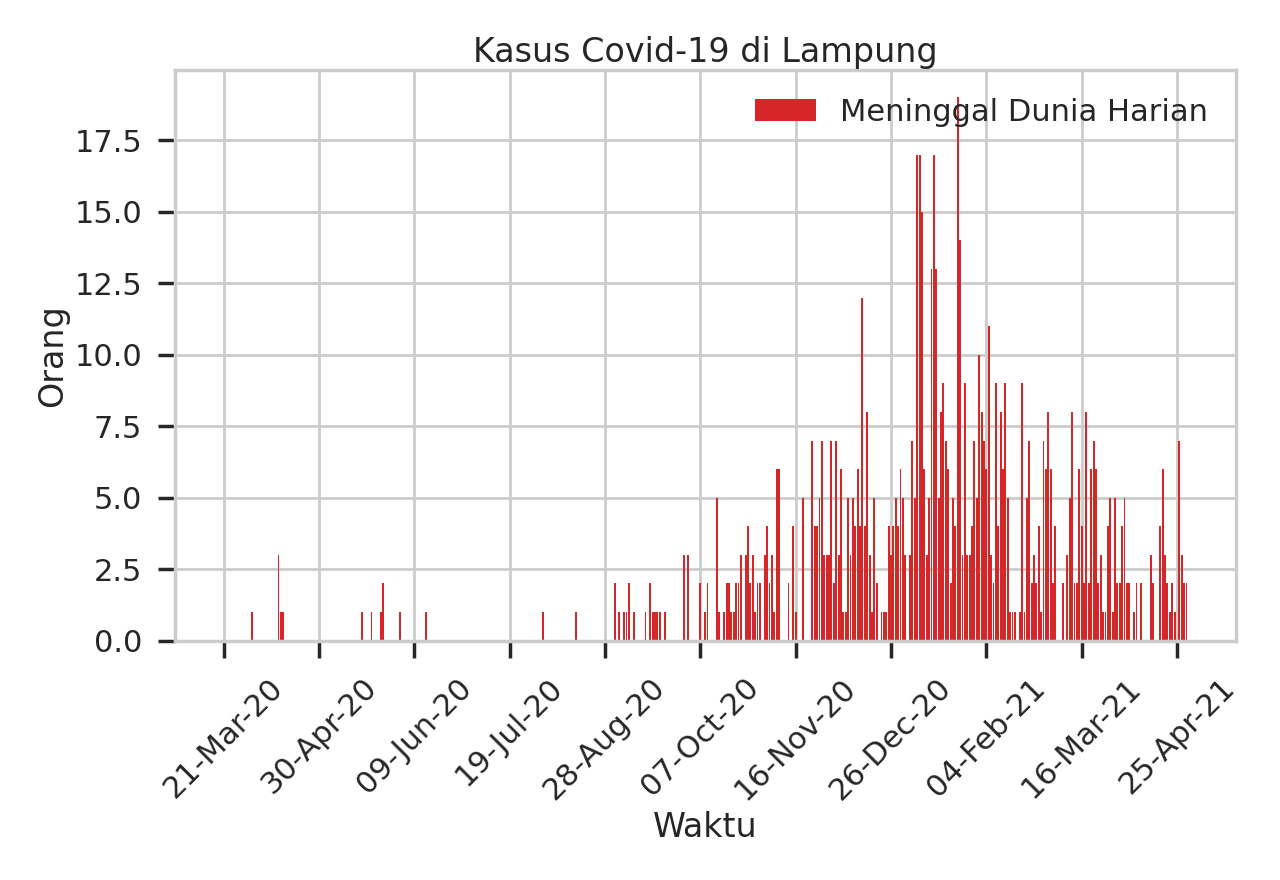 Kasus Covid-19 di Lampung
Meninggal Dunia Harian
Orang
17.5
15.0
12.5
10.0
7.5
5.0
2.5
0.0
21-Mar-20
30-Apr-20
09-Jun-20
19-Jul-20
28-Aug-20
07-Oct-20
16-Nov-20
26-Dec-20
04-Feb-21
16-Mar-21
25-Apr-21
Waktu